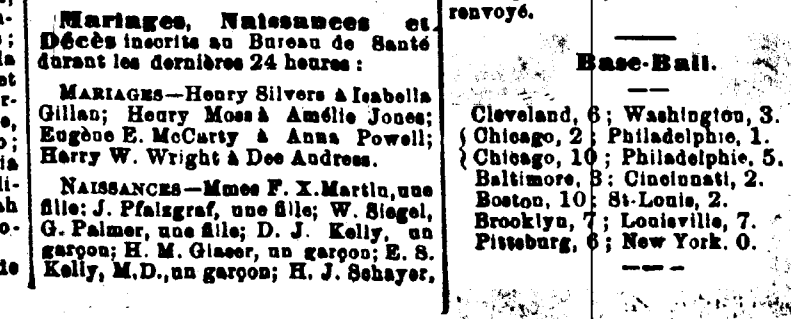 Mariages, Naissances et
Décès inscrits au Bureau de Santé
durant les dernières 24 heures :
MARIAGES—Henry Silvers à Isabella
Gillan; Henry Moss à Amélie Jones;
Eugène E. McCarty à Anna Powell;
Harry W. Wright à Dee Andress.
NAISSANCES—Mmes F. X. Martin, une
fille; J. Pfalzgraf, une fille; W. Siegel,
G. Palmer, une fille; D. J. Kelly, un
garçon; H. M. Glaser, un garçon; E. S.
Kelly, M.D., un garçon; H. J. Schayer,
renvoyé.
Base-Ball.
Cleveland, 6 ; Washington, 3.
Chicago, 2 ; Philadelphie, 1.
Chicago, 10 ; Philadelphie, 5.
Baltimore, 3 ; Cincinnati, 2.
Boston, 10 ; St-Louis, 2.
Brooklyn, 7 ; Louisville, 7.
Pittsburg, 6 ; New York, 0.